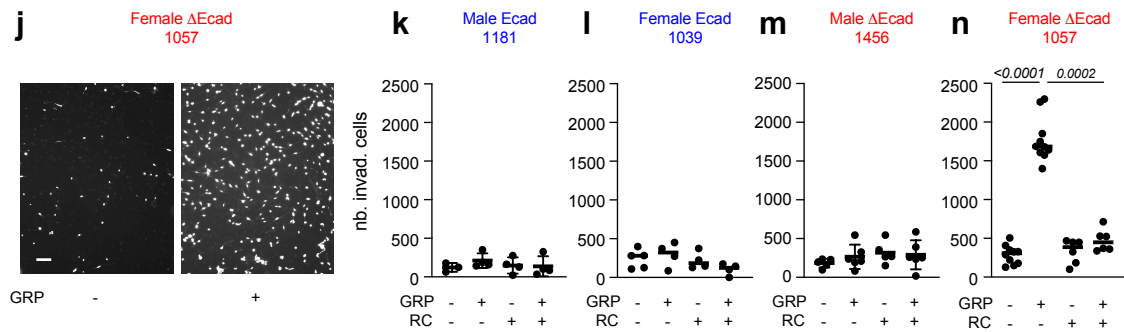 j
Female ΔEcad
1057
GRP - +
k
Male Ecad
1181
nb. invad. cells
2500
2000
1500
1000
500
0
GRP - + - +
RC - - + +
l
Female Ecad
1039
2500
2000
1500
1000
500
0
GRP - + - +
RC - - + +
m
Male ΔEcad
1456
2500
2000
1500
1000
500
0
GRP - + - +
RC - - + +
n
Female ΔEcad
1057
<0.0001 0.0002
2500
2000
1500
1000
500
0
GRP - + - +
RC - - + +